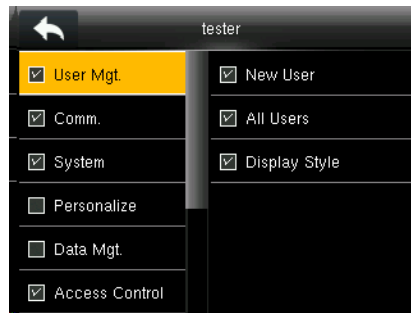 tester
User Mgt.
New User
Comm.
All Users
System
Display Style
Personalize
Data Mgt.
Access Control